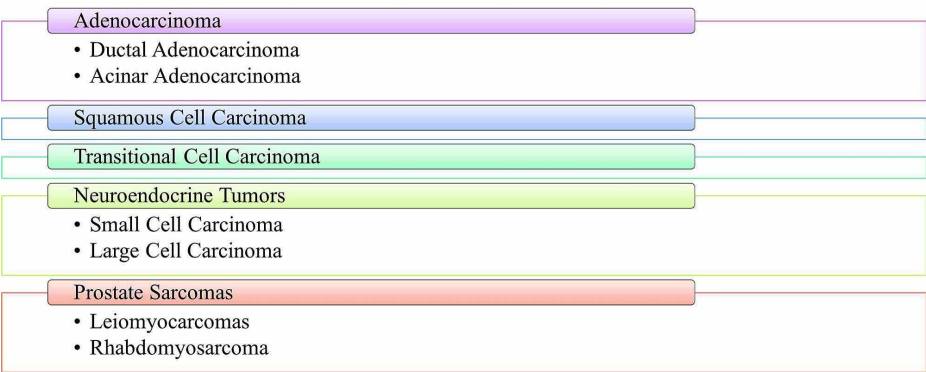 Adenocarcinoma
• Ductal Adenocarcinoma
• Acinar Adenocarcinoma
Squamous Cell Carcinoma
Transitional Cell Carcinoma
Neuroendocrine Tumors
• Small Cell Carcinoma
• Large Cell Carcinoma
Prostate Sarcomas
• Leiomyocarcomas
• Rhabdomyosarcoma